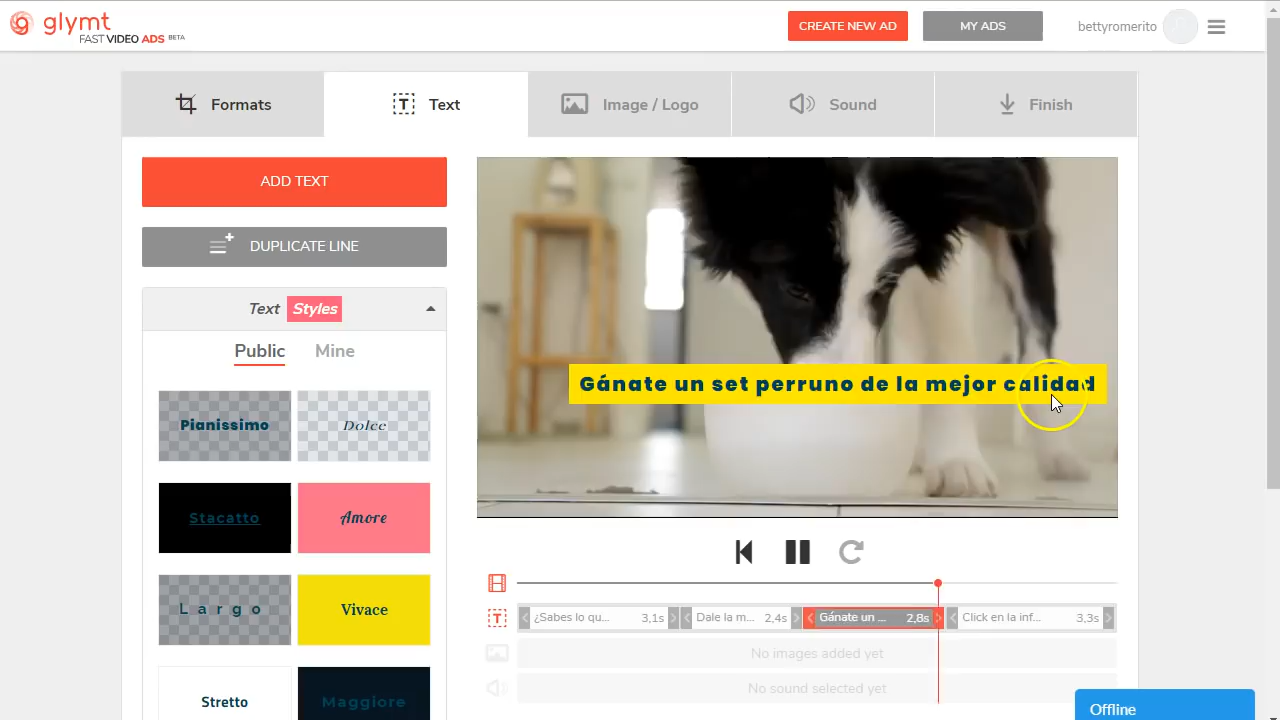 glymt
FAST VIDEO ADS BETA
CREATE NEW AD
MY ADS
bettyromerito
Formats
Text
Image / Logo
Sound
Finish
ADD TEXT
DUPLICATE LINE
Text Styles
Public
Mine
Pianissimo
Dolce
Stacatto
Amore
Largo
Vivace
Stretto
Maggiore
Gánate un set perruno de la mejor calidad
¿Sabes lo qu... 3,1s
Dale la m... 2,4s
Gánate un ... 2,8s
Click en la inf... 3,3s
No images added yet
No sound selected yet
Offline